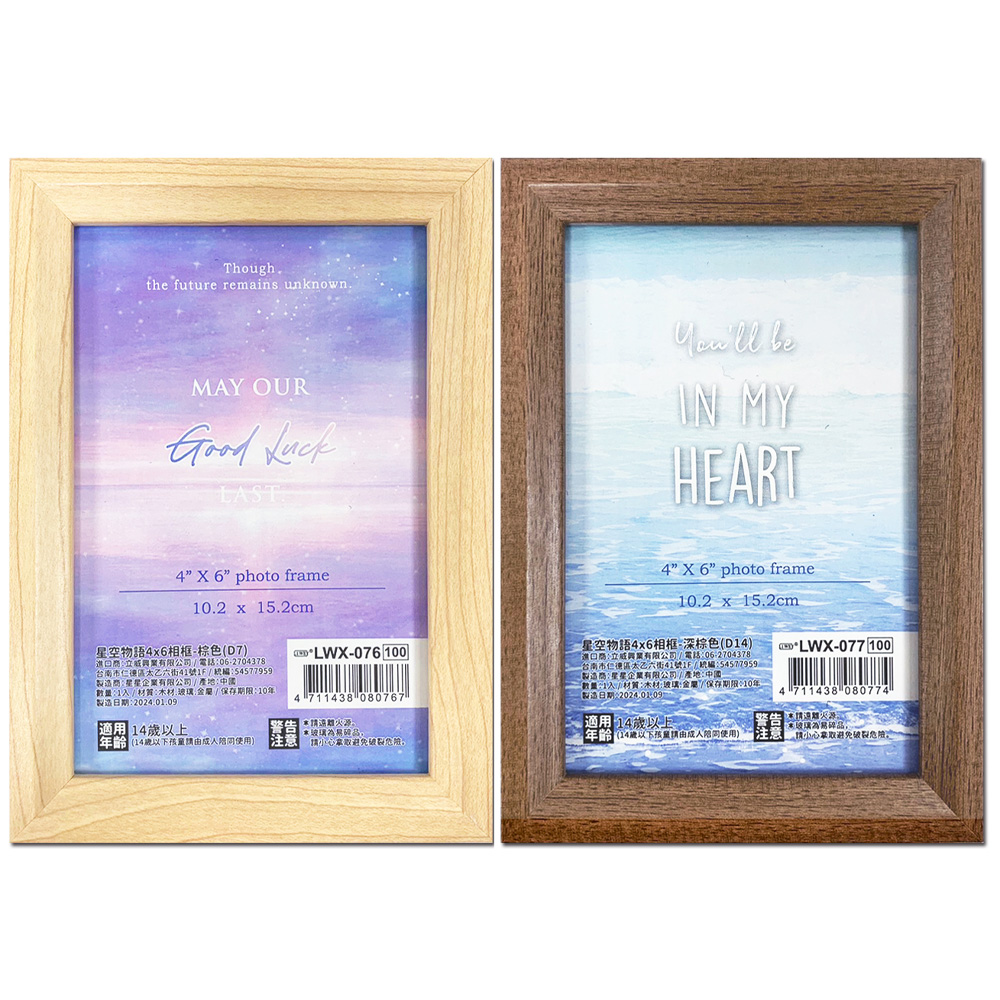 Though
the future remains unknown.
MAY OUR
Good Luck
LAST.
4” X 6” photo frame
10.2 x 15.2cm
星空物語4x6相框-棕色(D7)
進口商:立威興業有限公司/電話:06-2704378
台南市仁德區太乙六街41號1F/統編:54577959
製造商:星星企業有限公司/產地:中國
數量:1入/材質:木材.玻璃.金屬/保存期限:10年
製造日期:2024.01.09
LWX-076 100
4 711438 080767
適用年齡
14歲以上
(14歲以下孩童請由成人陪同使用)
警告注意
*請遠離火源。
*玻璃為易碎品，
請小心拿取避免破裂危險。
You'll be
IN MY
HEART
4” X 6” photo frame
10.2 x 15.2cm
星空物語4x6相框-深棕色(D14)
進口商:立威興業有限公司/電話:06-2704378
台南市仁德區太乙六街41號1F/統編:54577959
製造商:星星企業有限公司/產地:中國
數量:1入/材質:木材.玻璃.金屬/保存期限:10年
製造日期:2024.01.09
LWX-077 100
4 711438 080774
適用年齡
14歲以上
(14歲以下孩童請由成人陪同使用)
警告注意
*請遠離火源。
*玻璃為易碎品，
請小心拿取避免破裂危險。